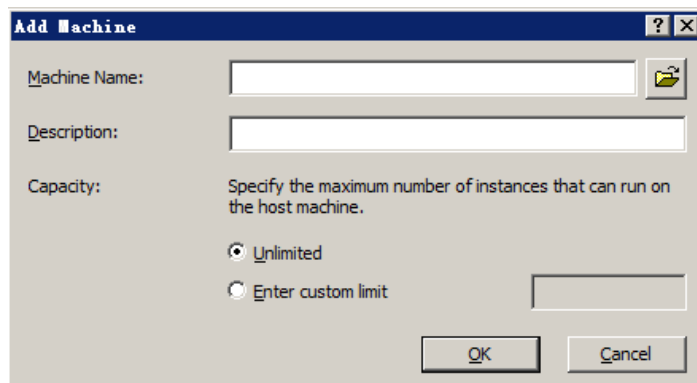 Add Machine
Machine Name:
Description:
Capacity: Specify the maximum number of instances that can run on
the host machine.
Unlimited
Enter custom limit
OK Cancel